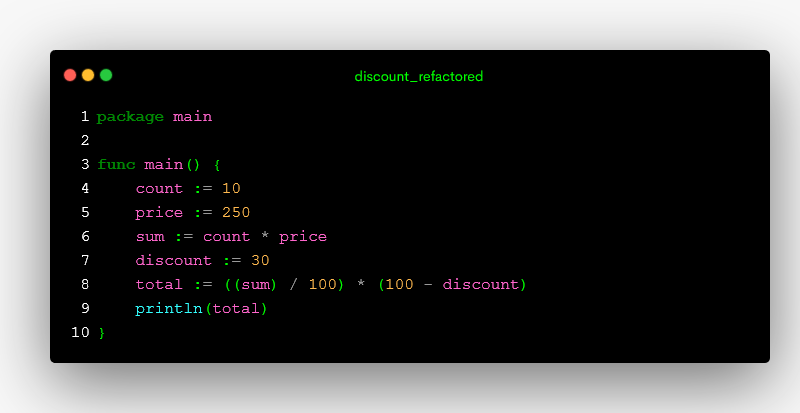 discount_refactored
1 package main
2
3 func main() {
4     count := 10
5     price := 250
6     sum := count * price
7     discount := 30
8     total := ((sum) / 100) * (100 - discount)
9     println(total)
10 }